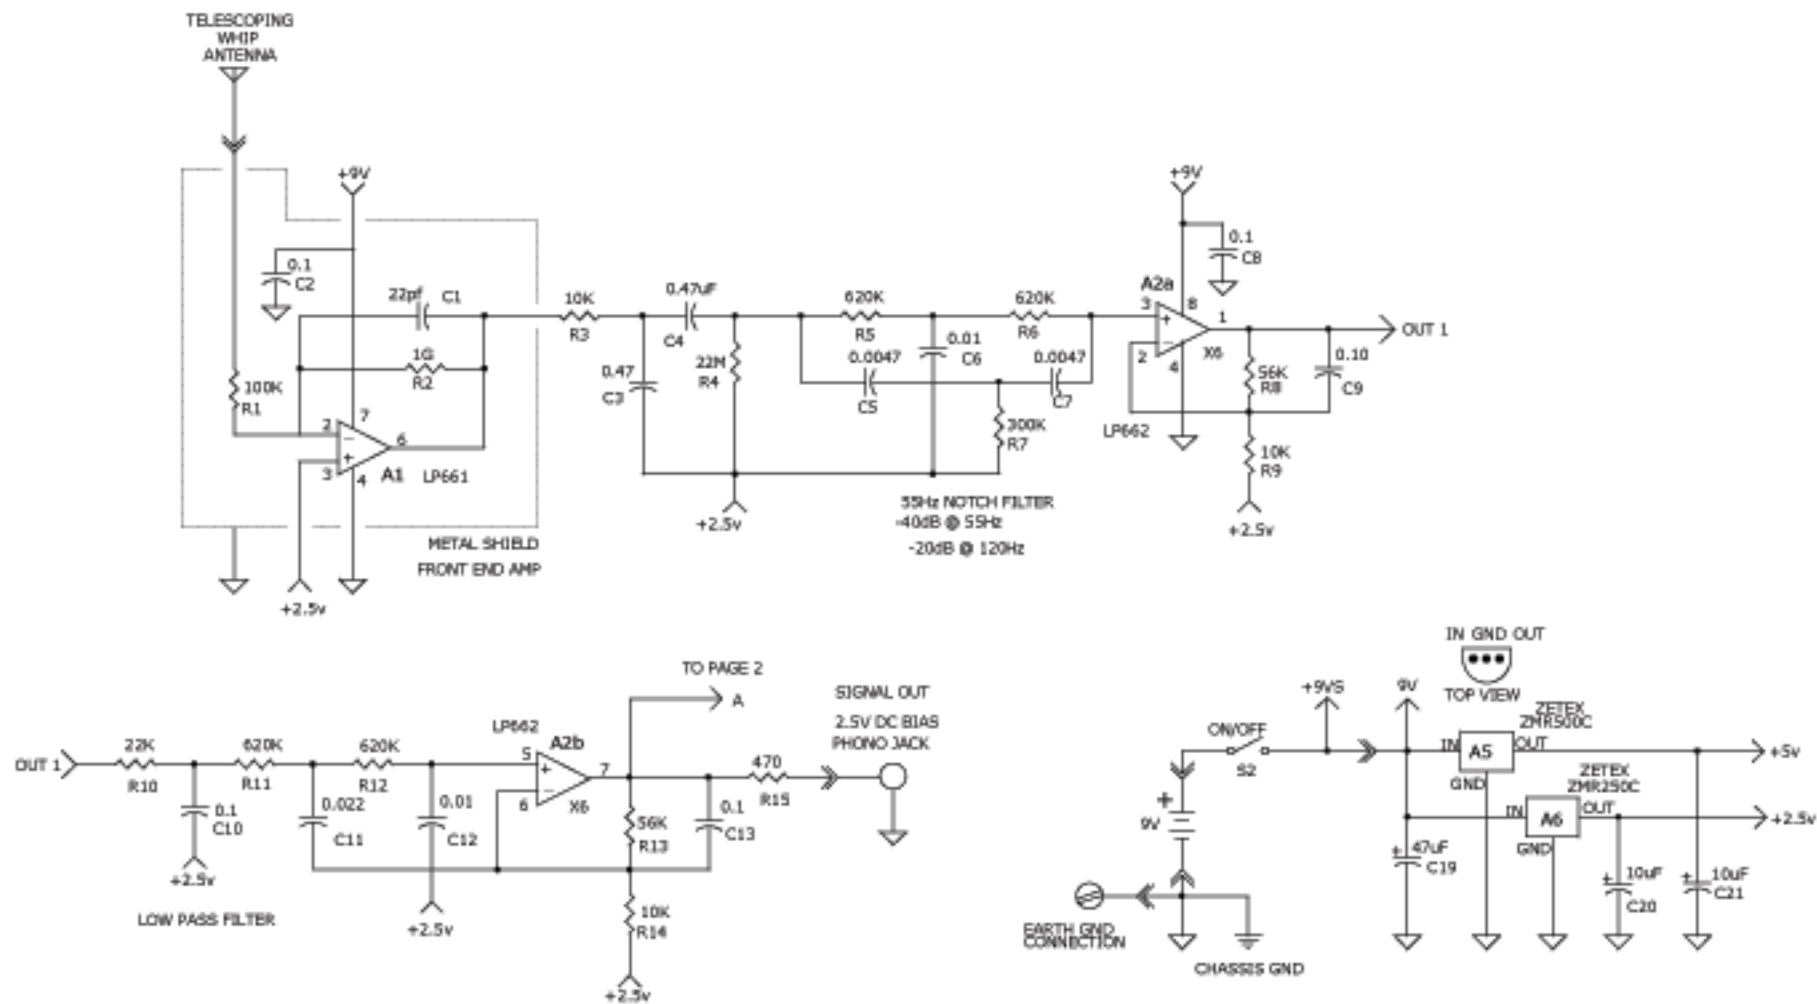 TELESCOPING
WHIP
ANTENNA
+9V
0.1
C2
22pf C1
1G
R2
100K
R1
2
3
7
6
4
A1
LP661
+2.5v
METAL SHIELD
FRONT END AMP
10K
R3
0.47uF
C4
0.47
C3
22M
R4
+2.5v
620K
R5
0.01
C6
620K
R6
0.0047
C5
0.0047
C7
300K
R7
55Hz NOTCH FILTER
-40dB @ 55Hz
-20dB @ 120Hz
+9V
0.1
C8
A2a
3
8
1
2
4
X6
LP662
56K
R8
0.10
C9
OUT 1
10K
R9
+2.5v
OUT 1
22K
R10
0.1
C10
+2.5v
620K
R11
0.022
C11
620K
R12
0.01
C12
+2.5v
LOW PASS FILTER
LP662
A2b
5
6
7
X6
TO PAGE 2
A
56K
R13
0.1
C13
10K
R14
+2.5v
470
R15
SIGNAL OUT
2.5V DC BIAS
PHONO JACK
ON/OFF
S2
9V
+
EARTH GND
CONNECTION
CHASSIS GND
+9VS
9V
IN GND OUT
TOP VIEW
ZETEX
ZMR500C
IN A5 OUT
GND
+5v
ZETEX
ZMR250C
IN A6 OUT
GND
+2.5v
+ 47uF
C19
+ 10uF
C20
+ 10uF
C21